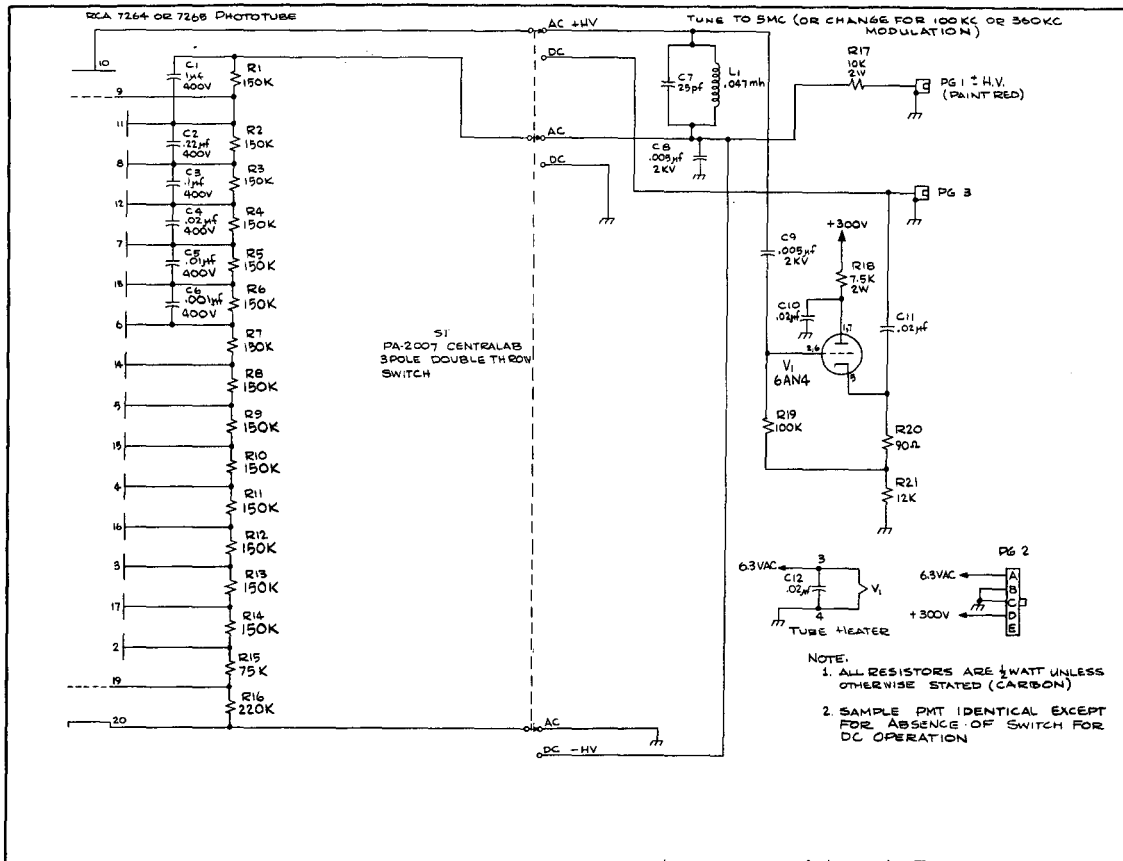 RCA 7264 OR 7265 PHOTOTUBE
AC +HV
TUNE TO 5MC (OR CHANGE FOR 100KC OR 360KC
MODULATION)
DC
10
C1
1µf
400V
R1
150K
9
C7
25pf
L1
.047mh
R17
10K
2W
PG 1 ± H.V.
(PAINT RED)
11
C2
.22µf
400V
R2
150K
AC
8
DC
C8
.005µf
2KV
C3
.1µf
400V
R3
150K
12
PG 3
C4
.02µf
400V
R4
150K
7
+300V
C5
.01µf
400V
R5
150K
C9
.005µf
2KV
R18
7.5K
2W
18
C6
.001µf
400V
R6
150K
6
C10
.02µf
C11
.02µf
R7
150K
S1
PA-2007 CENTRALAB
3POLE DOUBLE THROW
SWITCH
1,7
2,6
V1
6AN4
5
14
R8
150K
5
R9
150K
R19
100K
R20
90Ω
15
R10
150K
4
R11
150K
R21
12K
16
R12
150K
3
R13
150K
17
R14
150K
2
R15
75K
19
R16
220K
20
AC
DC -HV
6.3VAC
3
C12
.02µf
V1
4
TUBE HEATER
PG 2
6.3VAC
A
B
C
+300V
D
E
NOTE.
1. ALL RESISTORS ARE ½ WATT UNLESS
OTHERWISE STATED (CARBON)
2. SAMPLE PMT IDENTICAL EXCEPT
FOR ABSENCE OF SWITCH FOR
DC OPERATION